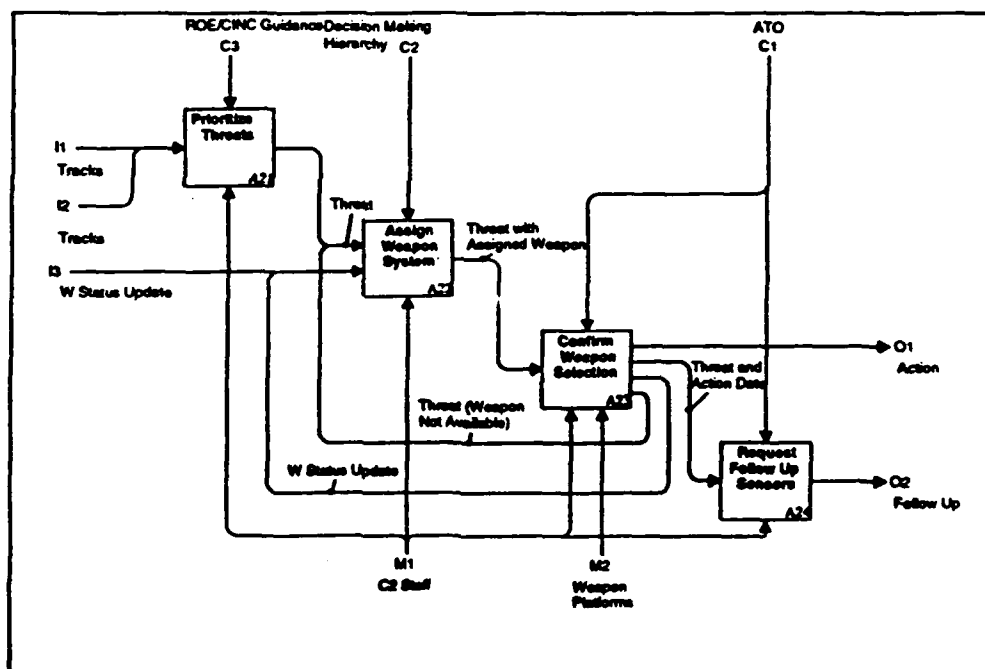 ROE/CINC Guidance
C3
Decision Making
Hierarchy
C2
ATO
C1
Prioritize
Threats
A21
I1
Tracks
I2
Tracks
I3
W Status Update
Threat
Assign
Weapon
System
A22
Threat with
Assigned Weapon
Confirm
Weapon
Selection
A23
O1
Action
Threat and
Action Data
Threat (Weapon
Not Available)
W Status Update
Request
Follow Up
Sensors
A24
O2
Follow Up
M1
C2 Staff
M2
Weapon
Platforms